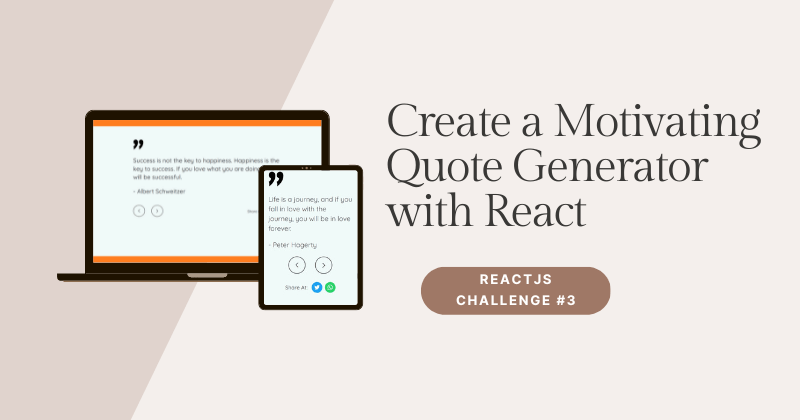 Create a Motivating
Quote Generator
with React
REACTJS
CHALLENGE #3
”
Success is not the key to happiness. Happiness is the
key to success. If you love what you are doing
will be successful.
- Albert Schweitzer
”
Life is a journey, and if you
fall in love with the
journey, you will be in love
forever.
- Peter Hagerty
Share At: